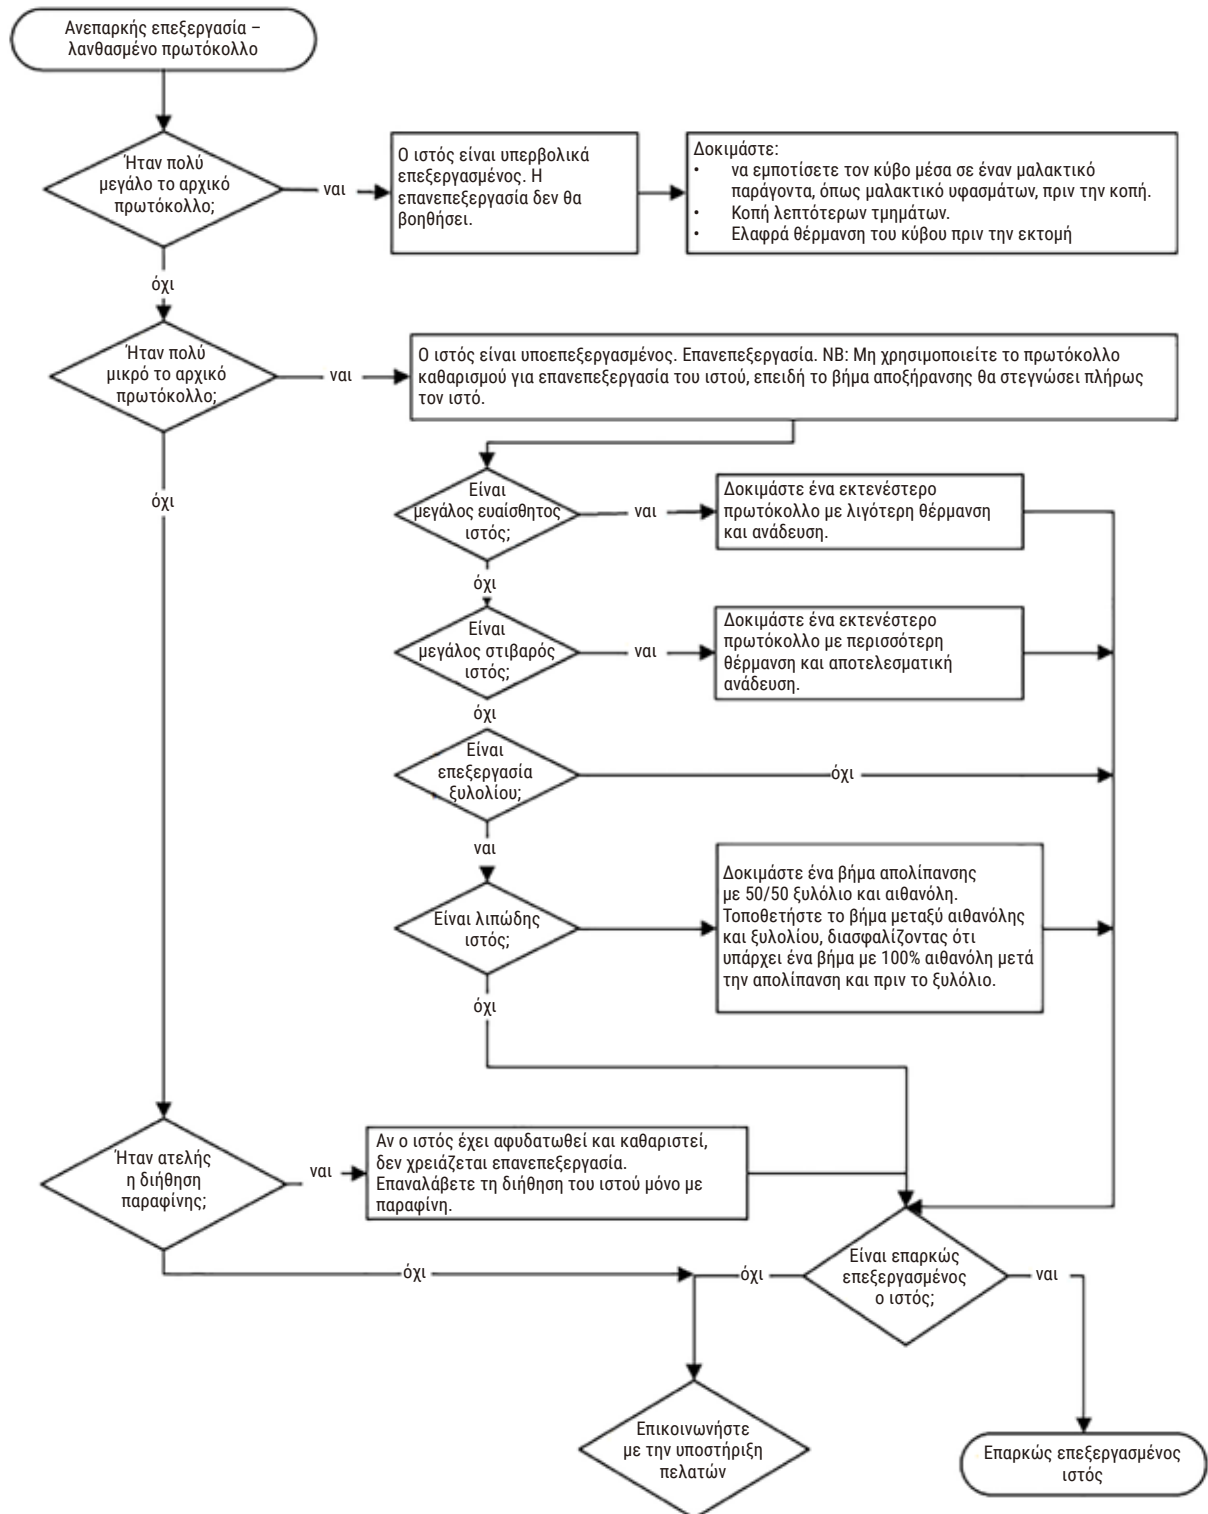 Ανεπαρκής επεξεργασία –
λανθασμένο πρωτόκολλο
Ήταν πολύ
μεγάλο το αρχικό
πρωτόκολλο;
ναι
Ο ιστός είναι υπερβολικά
επεξεργασμένος. Η
επανεπεξεργασία δεν θα
βοηθήσει.
Δοκιμάστε:
• να εμποτίσετε τον κύβο μέσα σε έναν μαλακτικό
παράγοντα, όπως μαλακτικό υφασμάτων, πριν την κοπή.
• Κοπή λεπτότερων τμημάτων.
• Ελαφρά θέρμανση του κύβου πριν την εκτομή
όχι
Ήταν πολύ
μικρό το αρχικό
πρωτόκολλο;
ναι
Ο ιστός είναι υποεπεξεργασμένος. Επανεπεξεργασία. NB: Μη χρησιμοποιείτε το πρωτόκολλο
καθαρισμού για επανεπεξεργασία του ιστού, επειδή το βήμα αποξήρανσης θα στεγνώσει πλήρως
τον ιστό.
όχι
Είναι
μεγάλος ευαίσθητος
ιστός;
ναι
Δοκιμάστε ένα εκτενέστερο
πρωτόκολλο με λιγότερη θέρμανση
και ανάδευση.
όχι
Είναι
μεγάλος στιβαρός
ιστός;
ναι
Δοκιμάστε ένα εκτενέστερο
πρωτόκολλο με περισσότερη
θέρμανση και αποτελεσματική
ανάδευση.
όχι
Είναι
επεξεργασία
ξυλολίου;
όχι
ναι
Είναι λιπώδης
ιστός;
Δοκιμάστε ένα βήμα απολίπανσης
με 50/50 ξυλόλιο και αιθανόλη.
Τοποθετήστε το βήμα μεταξύ αιθανόλης
και ξυλολίου, διασφαλίζοντας ότι
υπάρχει ένα βήμα με 100% αιθανόλη μετά
την απολίπανση και πριν το ξυλόλιο.
όχι
Ήταν ατελής
η διήθηση
παραφίνης;
ναι
Αν ο ιστός έχει αφυδατωθεί και καθαριστεί,
δεν χρειάζεται επανεπεξεργασία.
Επαναλάβετε τη διήθηση του ιστού μόνο με
παραφίνη.
όχι
όχι
Είναι επαρκώς
επεξεργασμένος
ο ιστός;
ναι
Επικοινωνήστε
με την υποστήριξη
πελατών
Επαρκώς επεξεργασμένος
ιστός